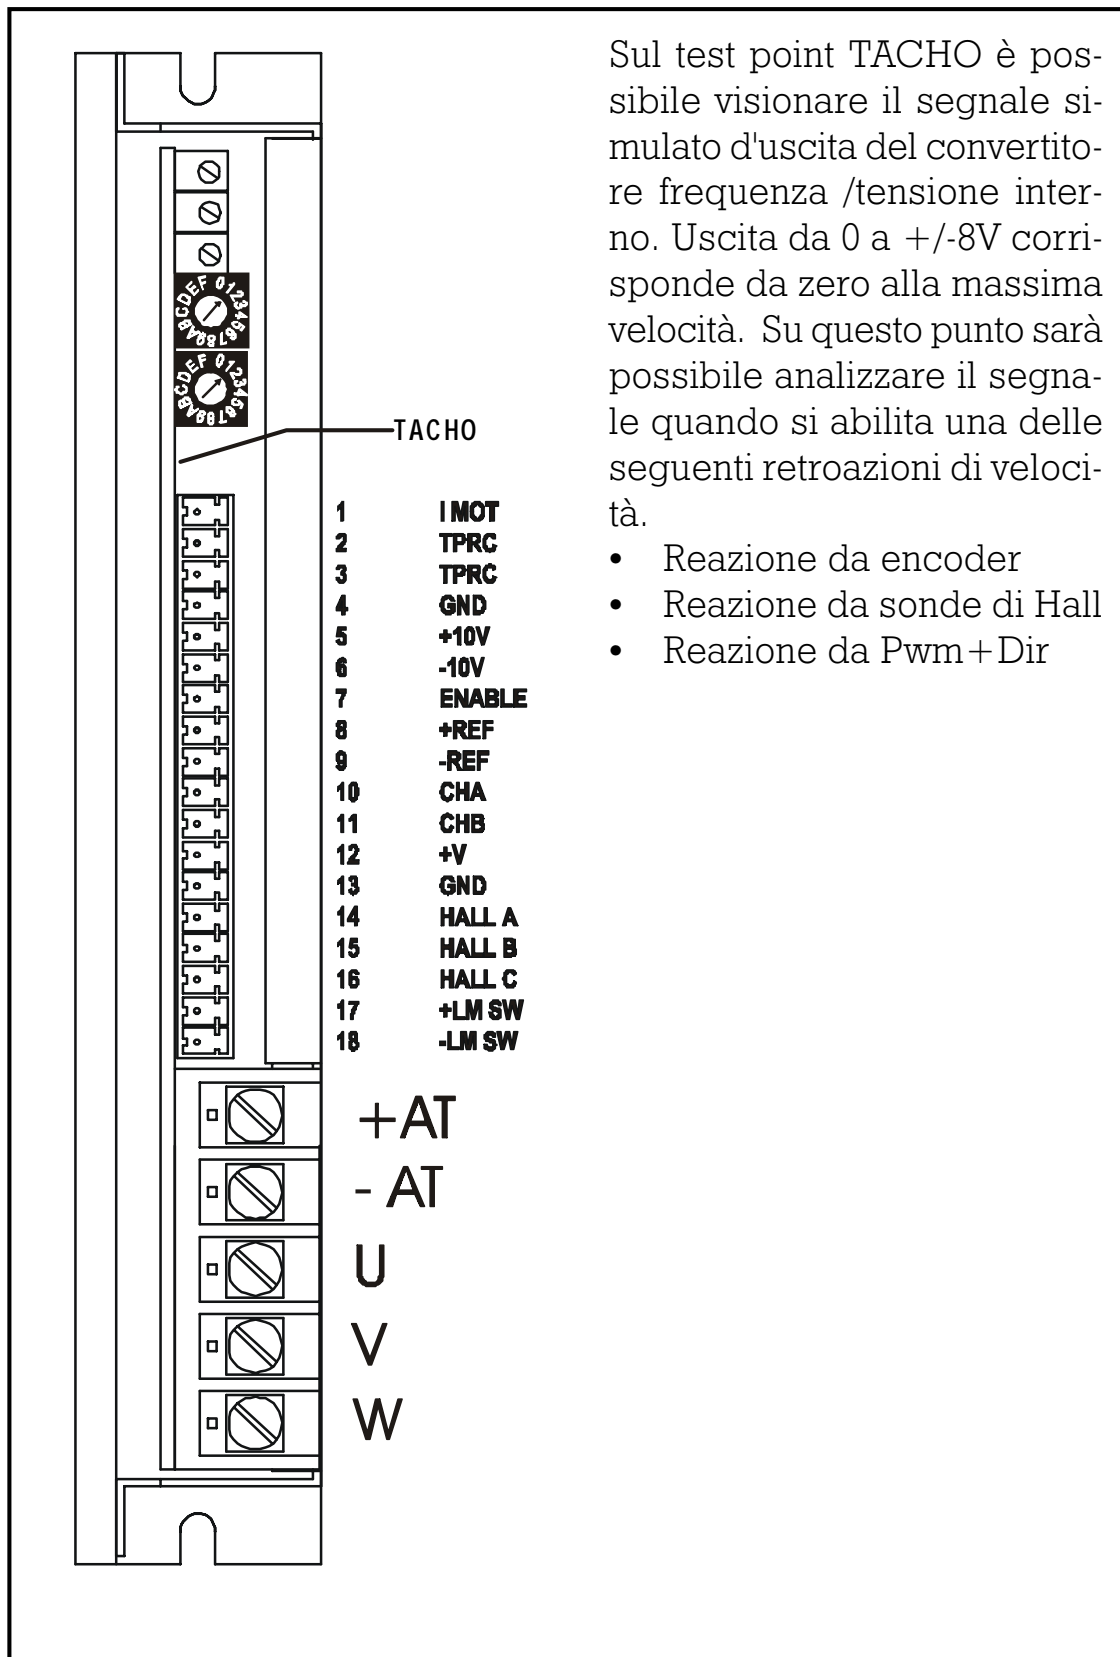 Sul test point TACHO è pos-
sibile visionare il segnale si-
mulato d'uscita del convertito-
re frequenza /tensione inter-
no. Uscita da 0 a +/-8V corri-
sponde da zero alla massima
velocità. Su questo punto sarà
possibile analizzare il segna-
le quando si abilita una delle
seguenti retroazioni di veloci-
tà.
• Reazione da encoder
• Reazione da sonde di Hall
• Reazione da Pwm+Dir
0123456789ABCDEF
0123456789ABCDEF
TACHO
1 I MOT
2 TPRC
3 TPRC
4 GND
5 +10V
6 -10V
7 ENABLE
8 +REF
9 -REF
10 CHA
11 CHB
12 +V
13 GND
14 HALL A
15 HALL B
16 HALL C
17 +LM SW
18 -LM SW
+AT
- AT
U
V
W